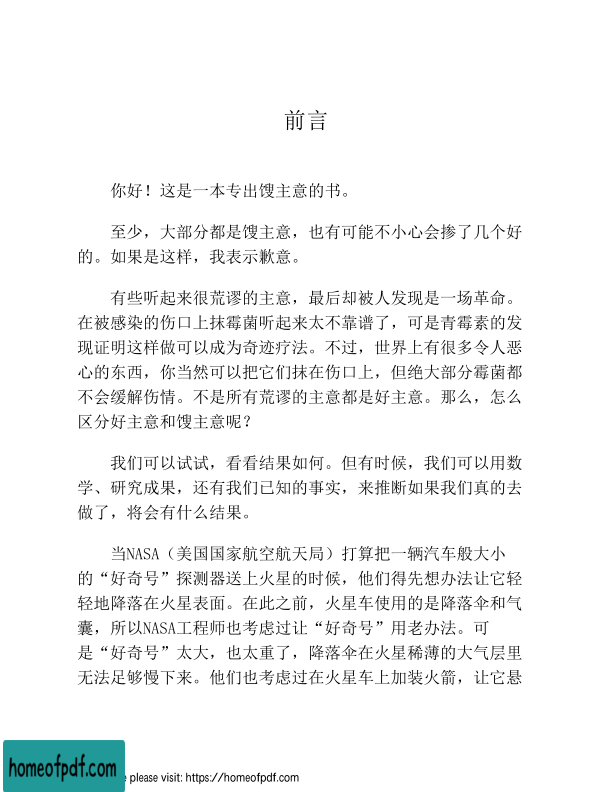 前言
你好！这是一本专出馊主意的书。
至少，大部分都是馊主意，也有可能不小心会掺了几个好
的。如果是这样，我表示歉意。
有些听起来很荒谬的主意，最后却被人发现是一场革命。
在被感染的伤口上抹霉菌听起来太不靠谱了，可是青霉素的发
现证明这样做可以成为奇迹疗法。不过，世界上有很多令人恶
心的东西，你当然可以把它们抹在伤口上，但绝大部分霉菌都
不会缓解伤情。不是所有荒谬的主意都是好主意。那么，怎么
区分好主意和馊主意呢？
我们可以试试，看看结果如何。但有时候，我们可以用数
学、研究成果，还有我们已知的事实，来推断如果我们真的去
做了，将会有什么结果。
当NASA（美国国家航空航天局）打算把一辆汽车般大小
的“好奇号”探测器送上火星的时候，他们得先想办法让它轻
轻地降落在火星表面。在此之前，火星车使用的是降落伞和气
囊，所以NASA工程师也考虑过让“好奇号”用老办法。可
是“好奇号”太大，也太重了，降落伞在火星稀薄的大气层里
无法足够慢下来。他们也考虑过在火星车上加装火箭，让它悬
homeofpdf.com
e please visit: https://homeofpdf.com